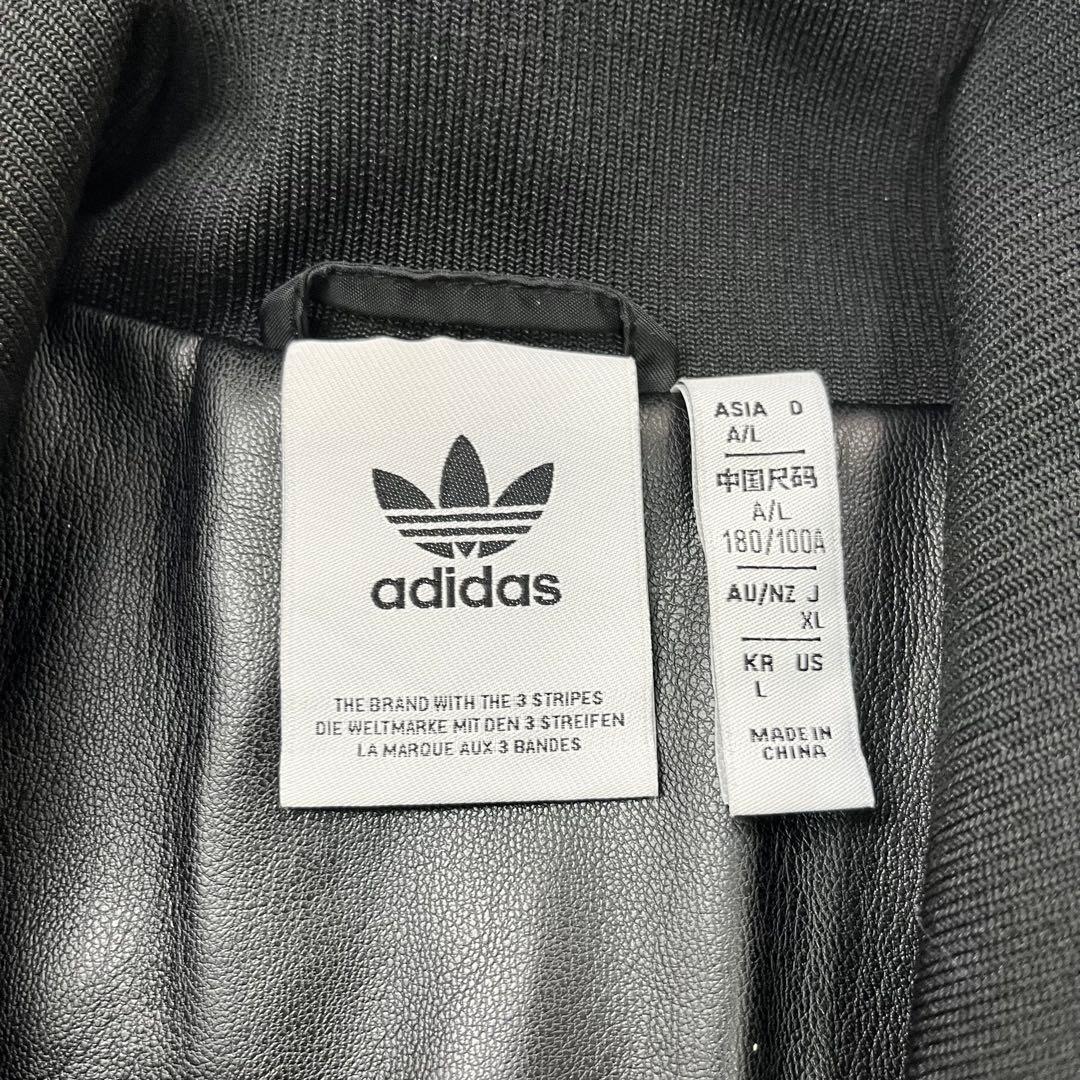 adidas
THE BRAND WITH THE 3 STRIPES
DIE WELTMARKE MIT DEN 3 STREIFEN
LA MARQUE AUX 3 BANDES
ASIA D
A/L
中国尺码
A/L
180/100A
AU/NZ J
XL
KR US
L
MADE IN
CHINA